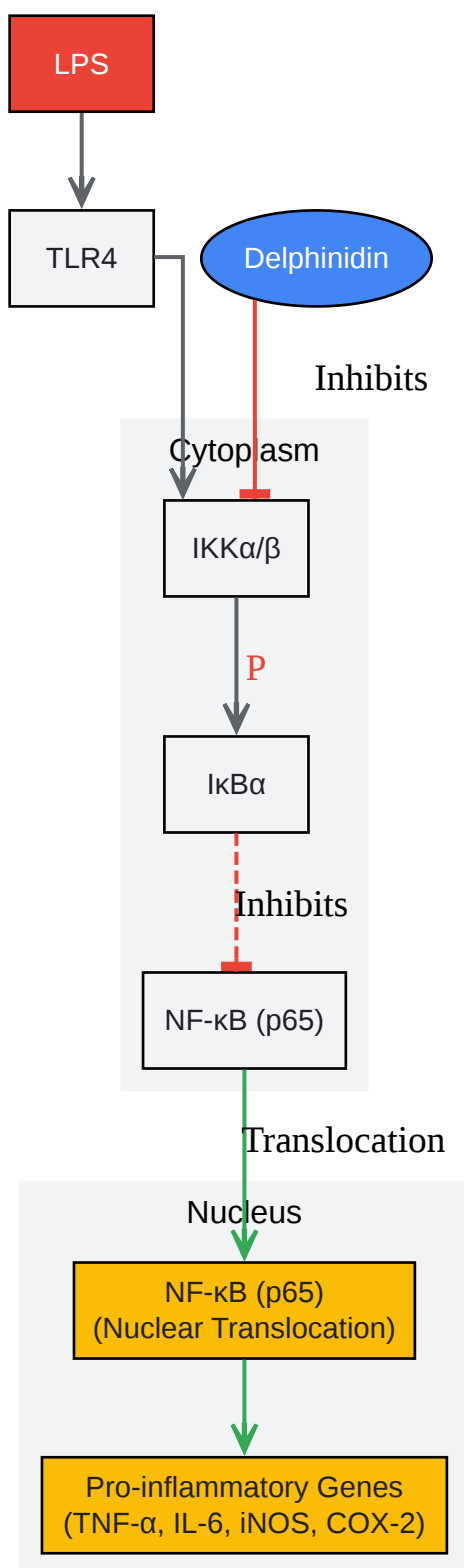 LPS
TLR4
Delphinidin
Inhibits
Cytoplasm
IKKα/β
P
IκBα
Inhibits
NF-κB (p65)
Translocation
Nucleus
NF-κB (p65)
(Nuclear Translocation)
Pro-inflammatory Genes
(TNF-α, IL-6, iNOS, COX-2)